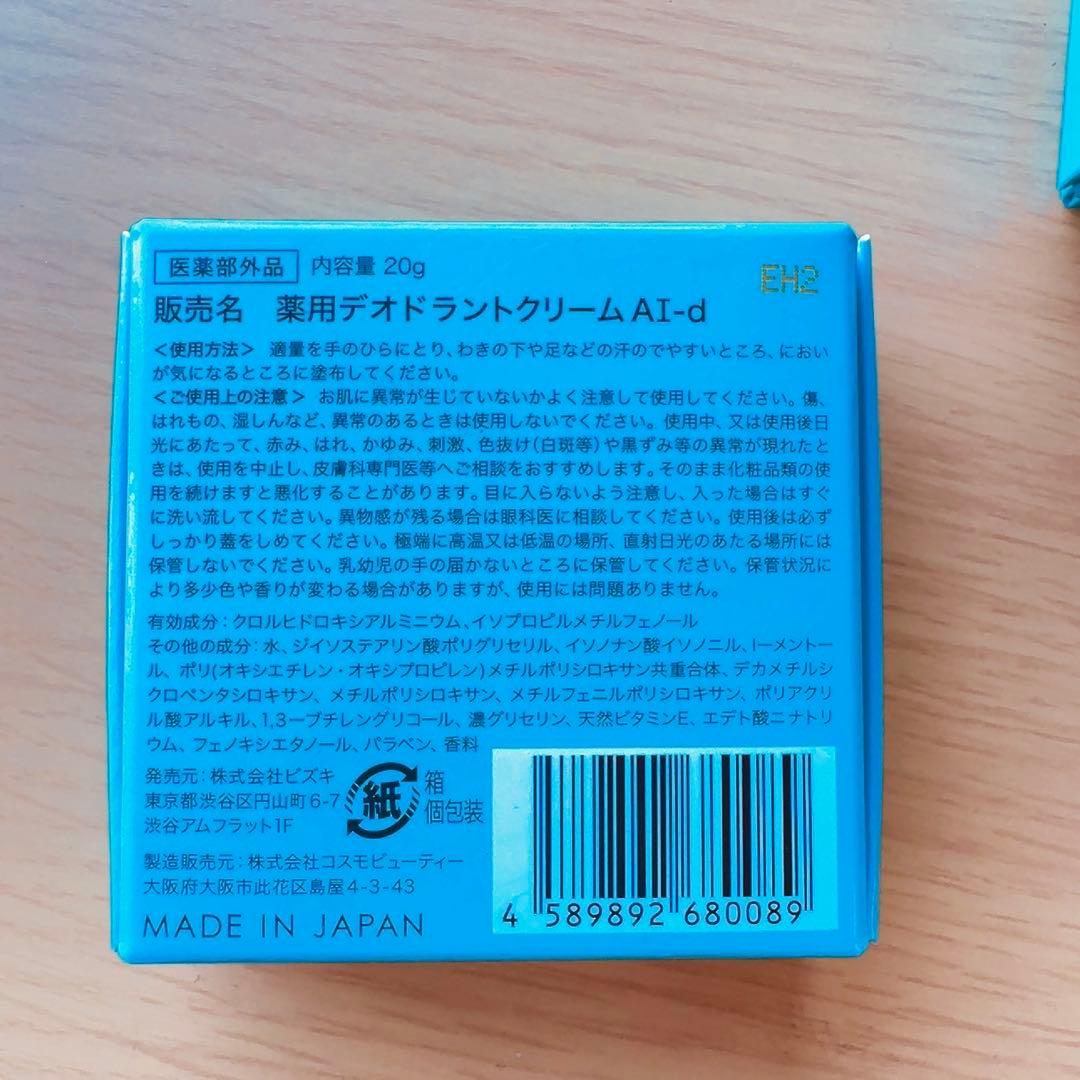 医薬部外品 内容量 20g
EH2
販売名 薬用デオドラントクリームAI-d
＜使用方法＞ 適量を手のひらにとり、わきの下や足などの汗のでやすいところ、におい
が気になるところに塗布してください。
＜ご使用上の注意＞ お肌に異常が生じていないかよく注意して使用してください。傷、
はれもの、湿しんなど、異常のあるときは使用しないでください。使用中、又は使用後日
光にあたって、赤み、はれ、かゆみ、刺激、色抜け（白斑等）や黒ずみ等の異常が現れたと
きは、使用を中止し、皮膚科専門医等へご相談をおすすめします。そのまま化粧品類の使
用を続けますと悪化することがあります。目に入らないよう注意し、入った場合はすぐ
に洗い流してください。異物感が残る場合は眼科医に相談してください。使用後は必ず
しっかり蓋をしめてください。極端に高温又は低温の場所、直射日光のあたる場所には
保管しないでください。乳幼児の手の届かないところに保管してください。保管状況に
より多少色や香りが変わる場合がありますが、使用には問題ありません。
有効成分：クロルヒドロキシアルミニウム、イソプロピルメチルフェノール
その他の成分：水、ジイソステアリン酸ポリグリセリル、イソノナン酸イソノニル、l－メントー
ル、ポリ(オキシエチレン・オキシプロピレン)メチルポリシロキサン共重合体、デカメチルシ
クロペンタシロキサン、メチルポリシロキサン、メチルフェニルポリシロキサン、ポリアクリ
ル酸アルキル、1,3－ブチレングリコール、濃グリセリン、天然ビタミンE、エデト酸ニナトリ
ウム、フェノキシエタノール、パラベン、香料
発売元：株式会社ビズキ
東京都渋谷区円山町6-7
渋谷アムフラット1F
紙 箱
個包装
製造販売元：株式会社コスモビューティー
大阪府大阪市此花区島屋4-3-43
MADE IN JAPAN
4 589892 680089